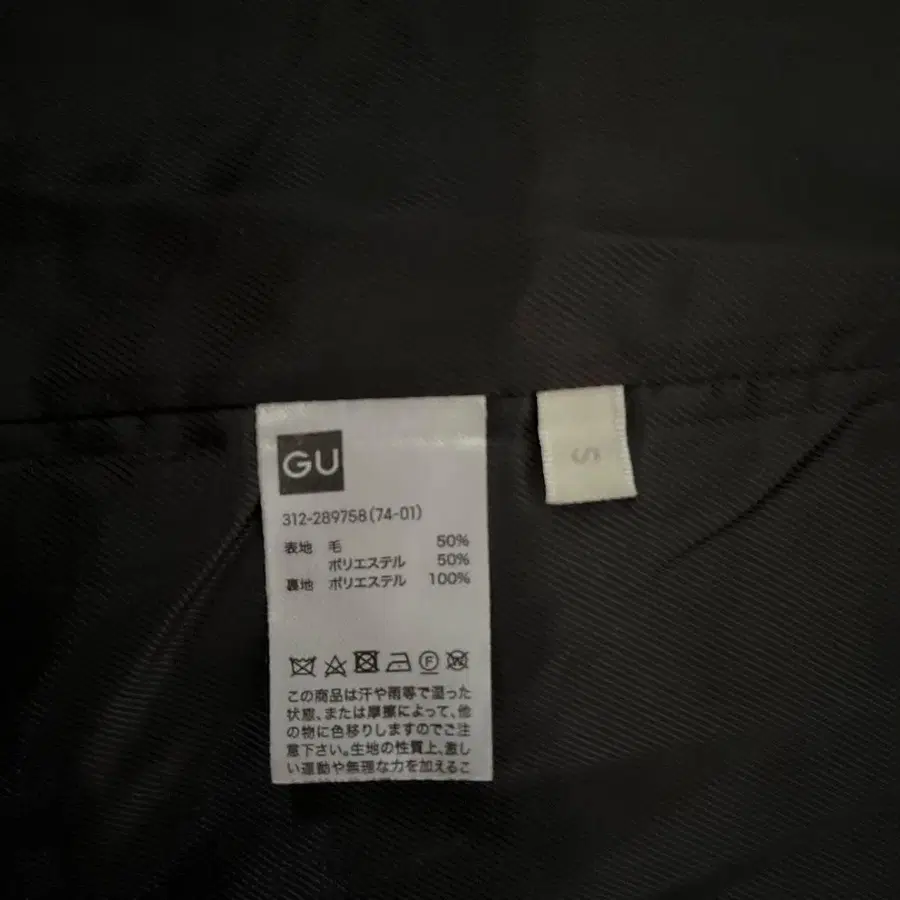 GU
312-289758(74-01)
表地 毛 50%
ポリエステル 50%
裏地 ポリエステル 100%
F
W
この商品は汗や雨等で湿った
状態、または摩擦によって、他
の物に色移りしますのでご注
意下さい。生地の性質上、激し
い運動や無理な力を加えるこ
S